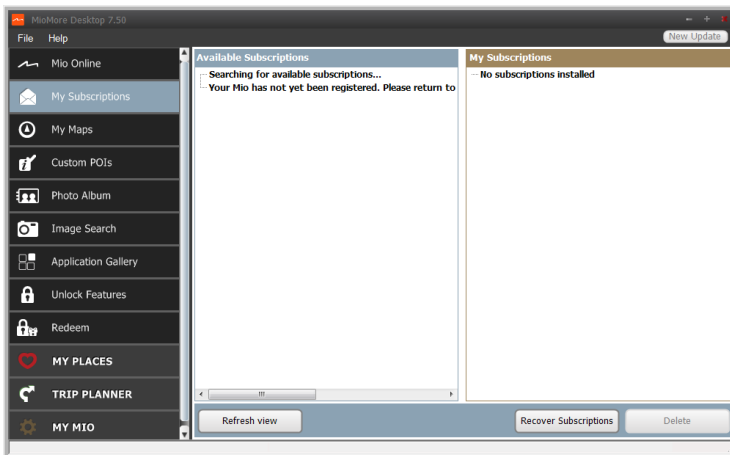 MioMore Desktop 7.50
File Help
New Update
Mio Online
My Subscriptions
My Maps
Custom POIs
Photo Album
Image Search
Application Gallery
Unlock Features
Redeem
MY PLACES
TRIP PLANNER
MY MIO
Available Subscriptions
Searching for available subscriptions...
Your Mio has not yet been registered. Please return to
My Subscriptions
No subscriptions installed
Refresh view
Recover Subscriptions
Delete